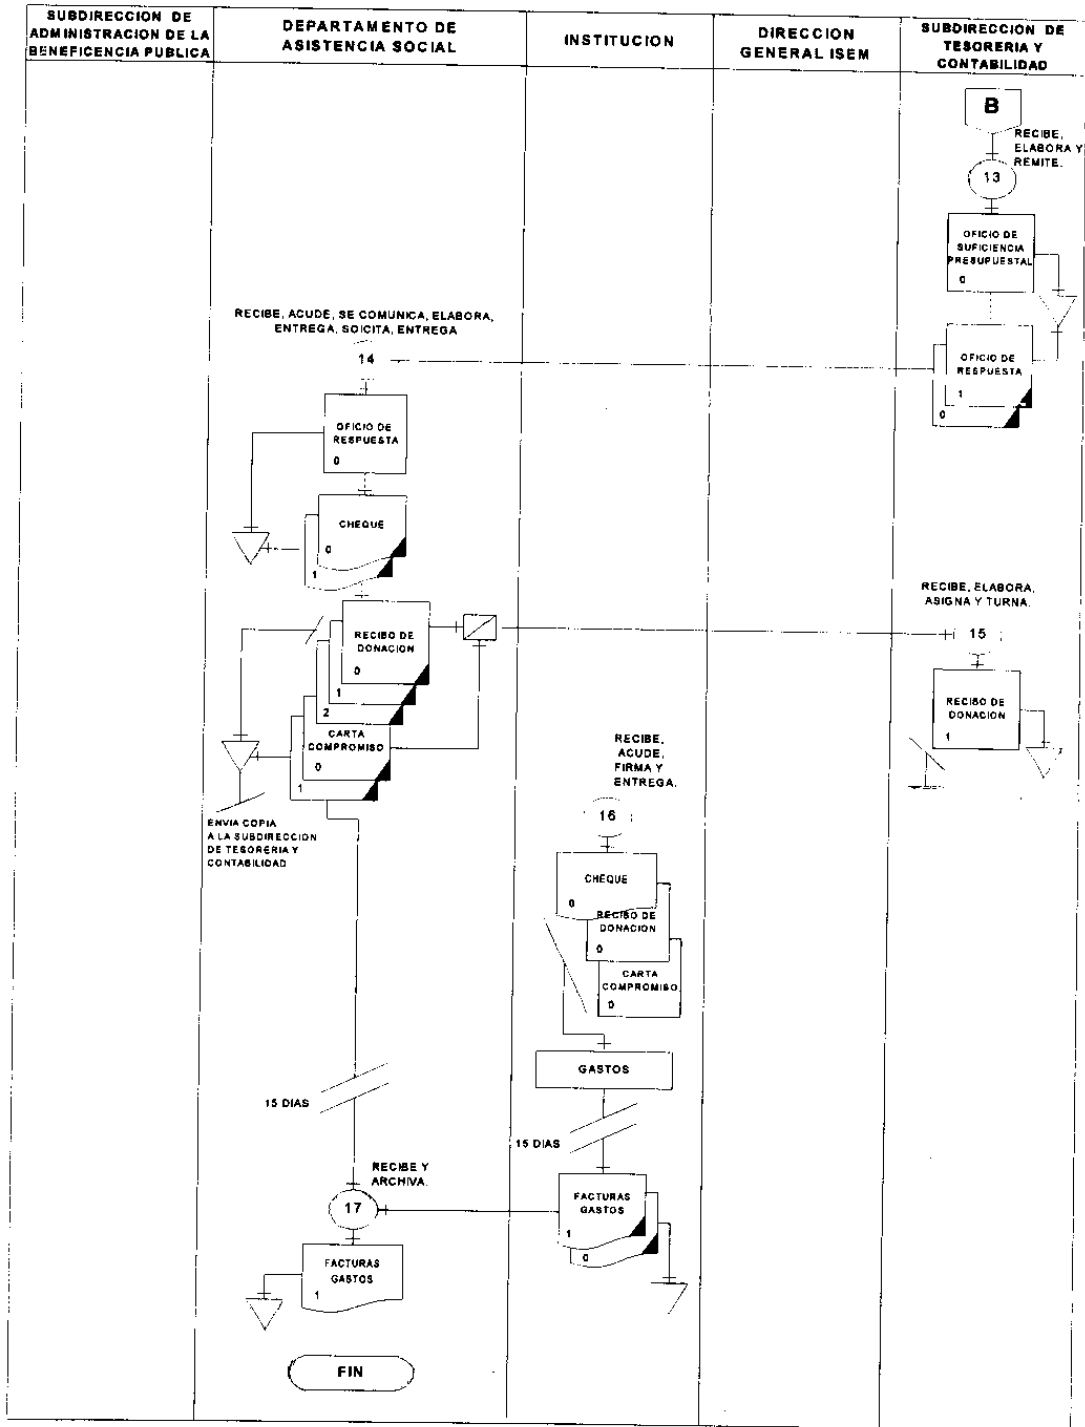 SUBDIRECCION DE
ADMINISTRACION DE LA
BENEFICENCIA PUBLICA
DEPARTAMENTO DE
ASISTENCIA SOCIAL
INSTITUCION
DIRECCION
GENERAL ISEM
SUBDIRECCION DE
TESORERIA Y
CONTABILIDAD
B
RECIBE,
ELABORA Y
REMITE.
13
OFICIO DE
SUFICIENCIA
PRESUPUESTAL
0
RECIBE, ACUDE, SE COMUNICA, ELABORA,
ENTREGA, SOICITA, ENTREGA
14
OFICIO DE
RESPUESTA
1
0
OFICIO DE
RESPUESTA
0
CHEQUE
0
1
RECIBE, ELABORA,
ASIGNA Y TURNA.
15
RECIBO DE
DONACION
0
1
2
RECIBO DE
DONACION
1
CARTA
COMPROMISO
0
1
ENVIA COPIA
A LA SUBDIRECCION
DE TESORERIA Y
CONTABILIDAD
RECIBE,
ACUDE,
FIRMA Y
ENTREGA.
16
CHEQUE
0
RECIBO DE
DONACION
0
CARTA
COMPROMISO
0
GASTOS
15 DIAS
15 DIAS
RECIBE Y
ARCHIVA.
17
FACTURAS
GASTOS
1
0
FACTURAS
GASTOS
1
FIN